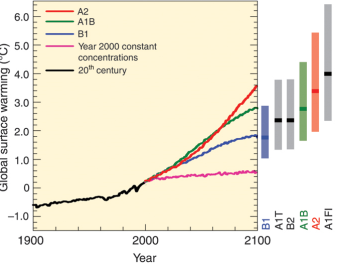 6.0
5.0
4.0
3.0
2.0
1.0
0
–1.0
Global surface warming (°C)
A2
A1B
B1
Year 2000 constant
concentrations
20th century
1900
2000
2100
Year
B1
A1T
B2
A1B
A2
A1FI